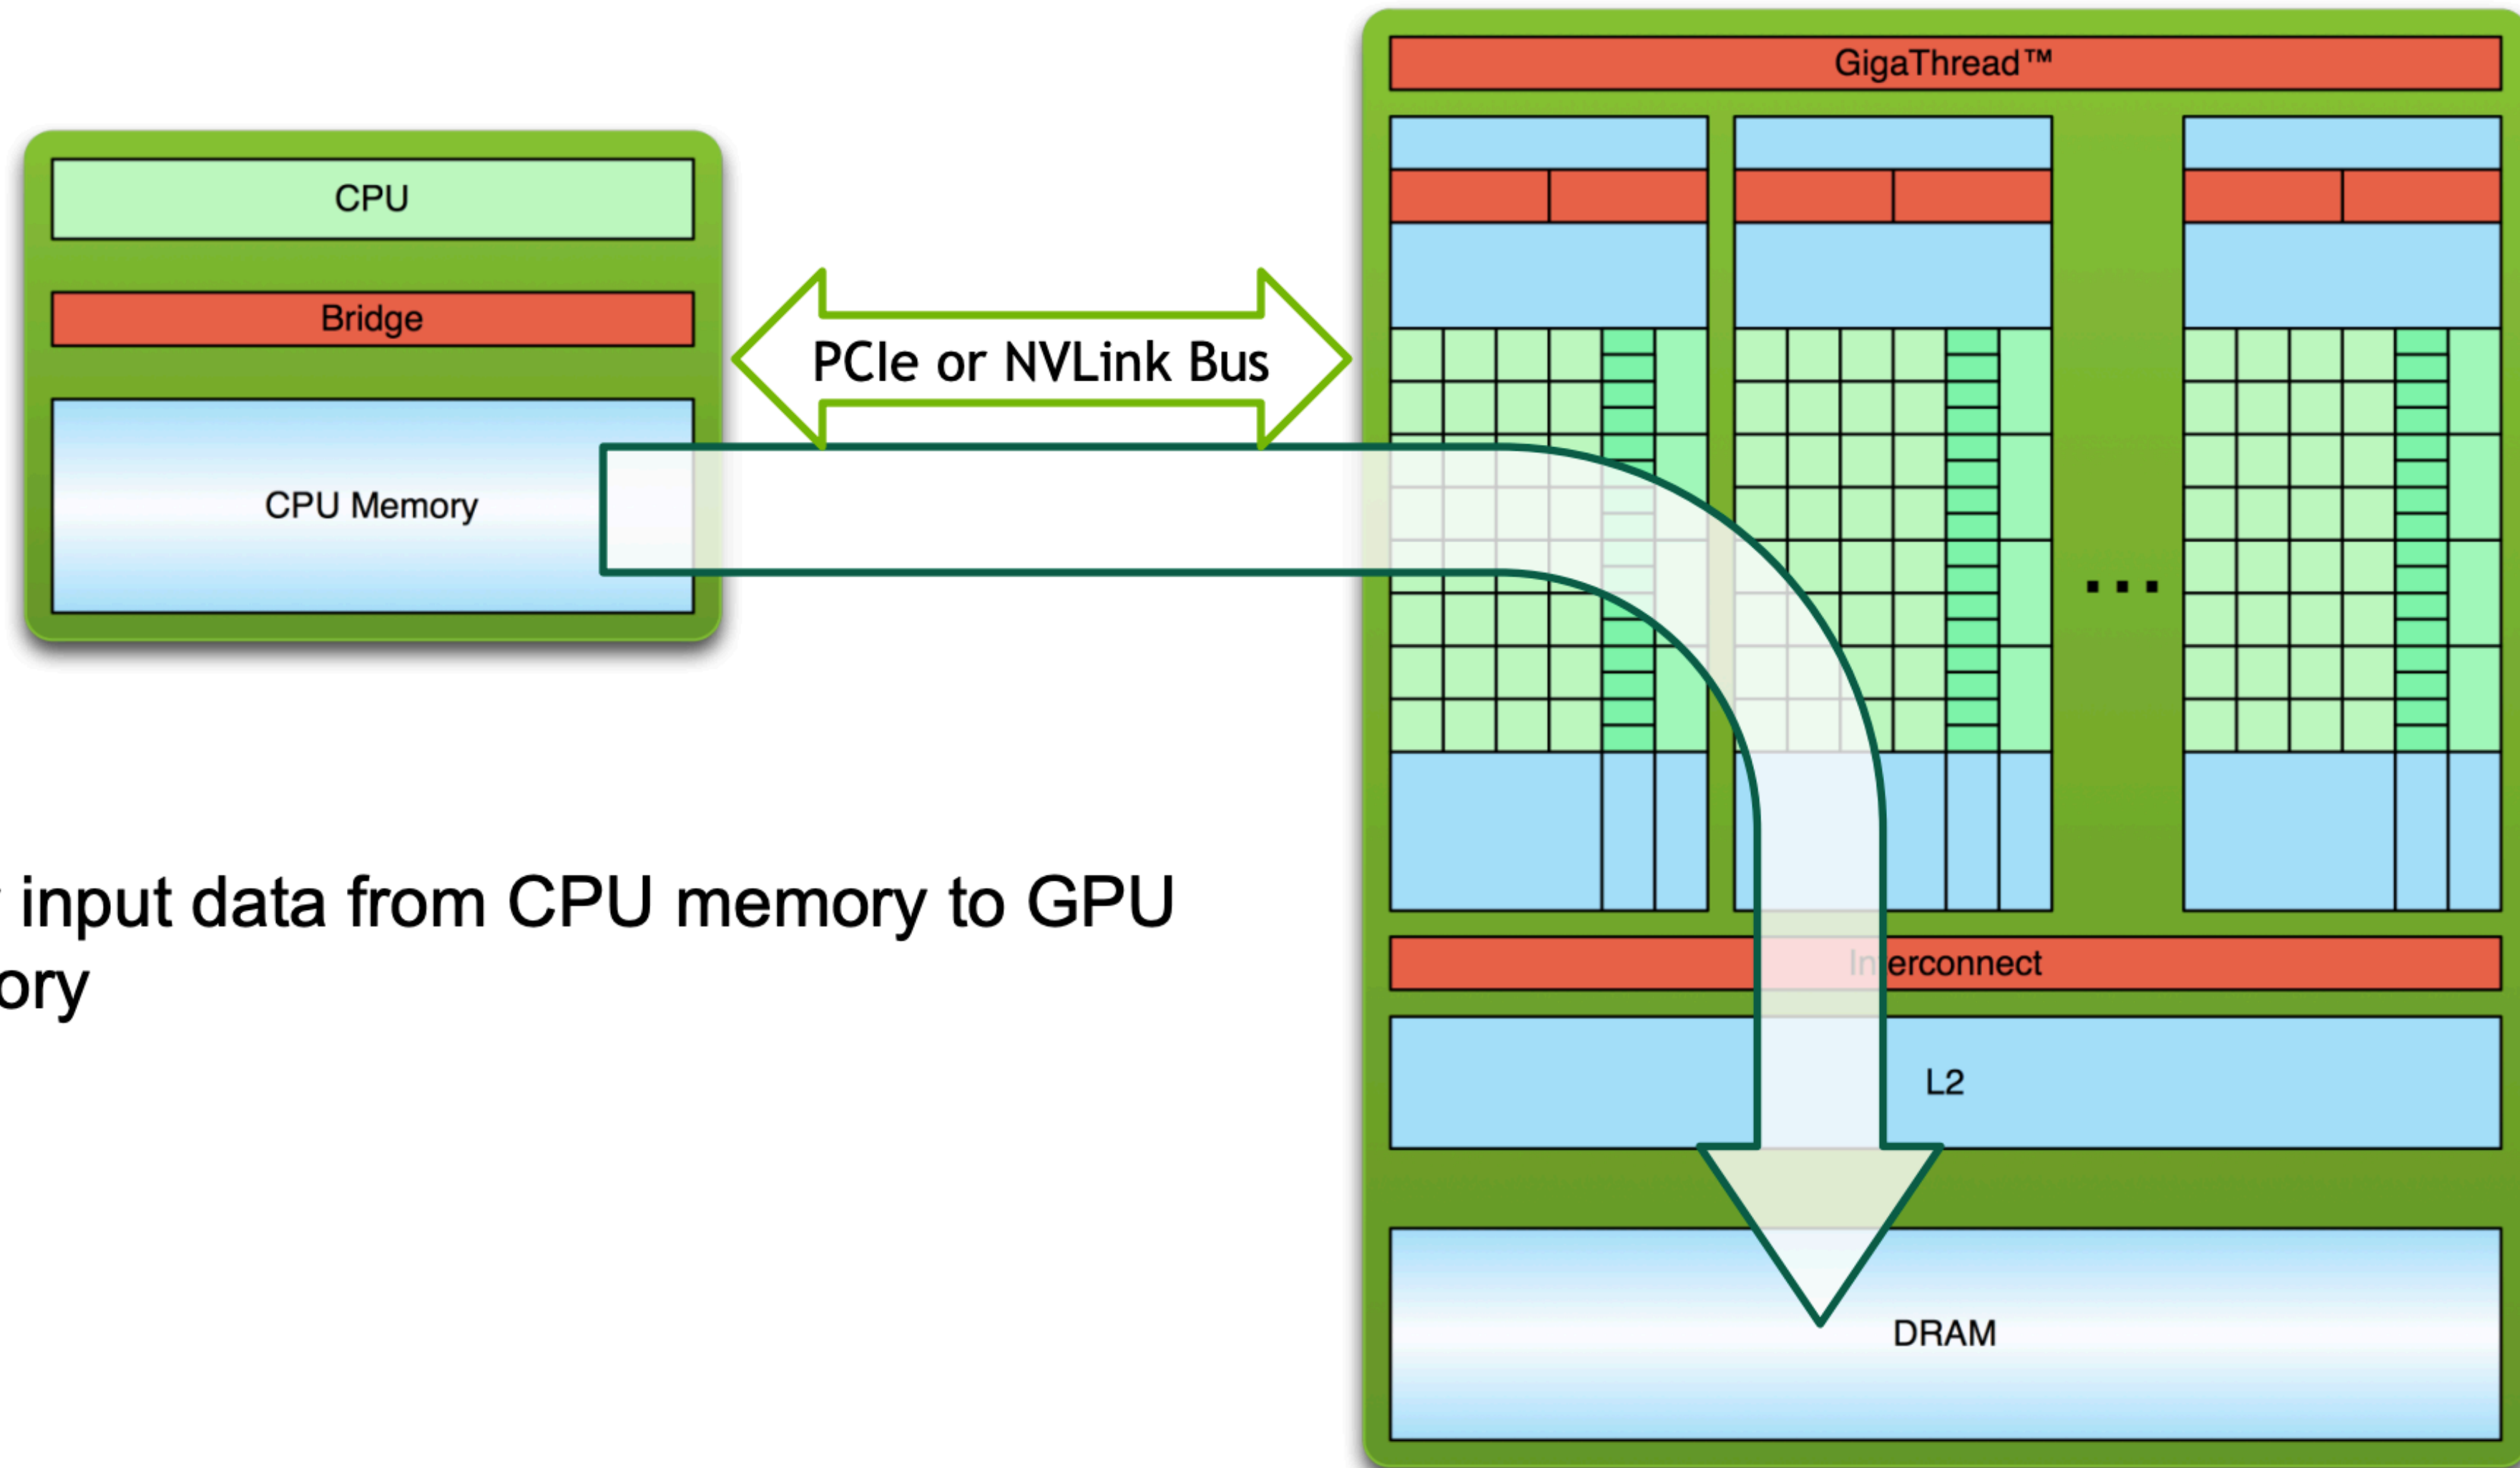 GigaThread™
CPU
Bridge
PCIe or NVLink Bus
CPU Memory
...
input data from CPU memory to GPU
ory
Interconnect
L2
DRAM